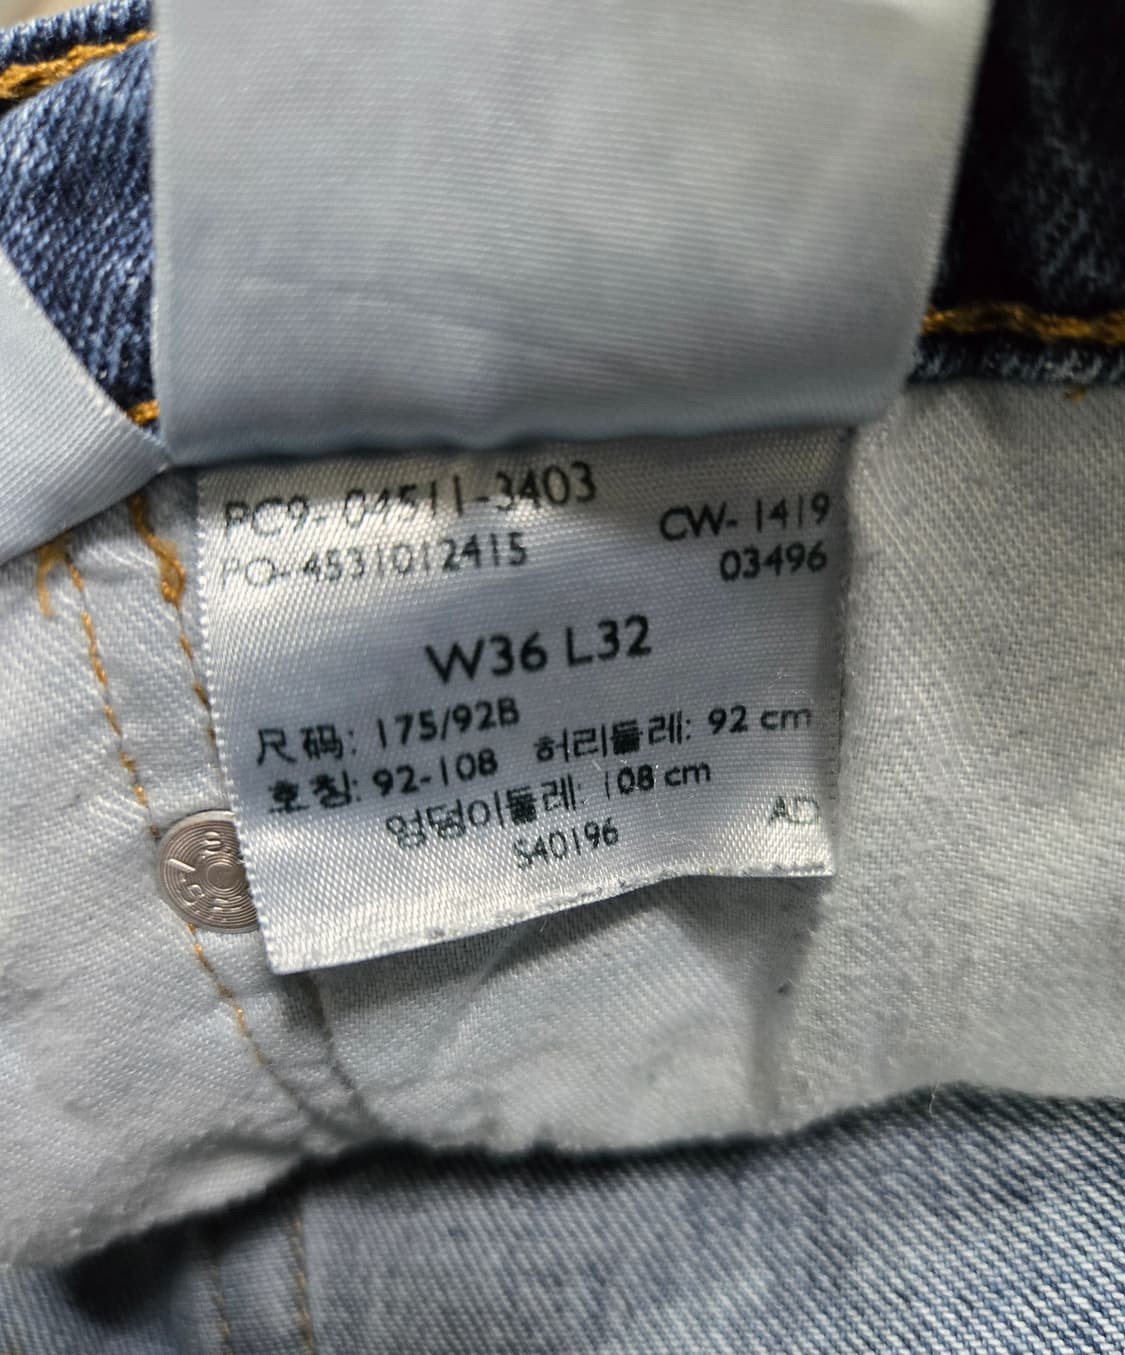 PC9-04511-3403
CW-1419
PO-4531012415
03496
W36 L32
尺码: 175/92B
호칭: 92-108 허리둘레: 92 cm
엉덩이둘레: 108 cm
S40196
AD